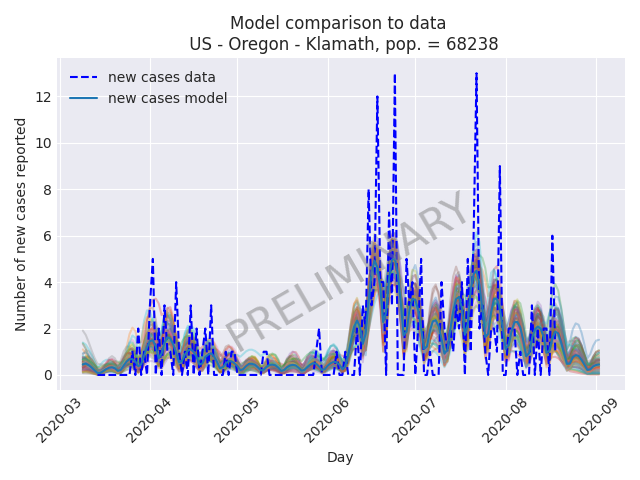 Model comparison to data
US - Oregon - Klamath, pop. = 68238
new cases data
new cases model
PRELIMINARY
Number of new cases reported
12
10
8
6
4
2
0
2020-03
2020-04
2020-05
2020-06
2020-07
2020-08
2020-09
Day